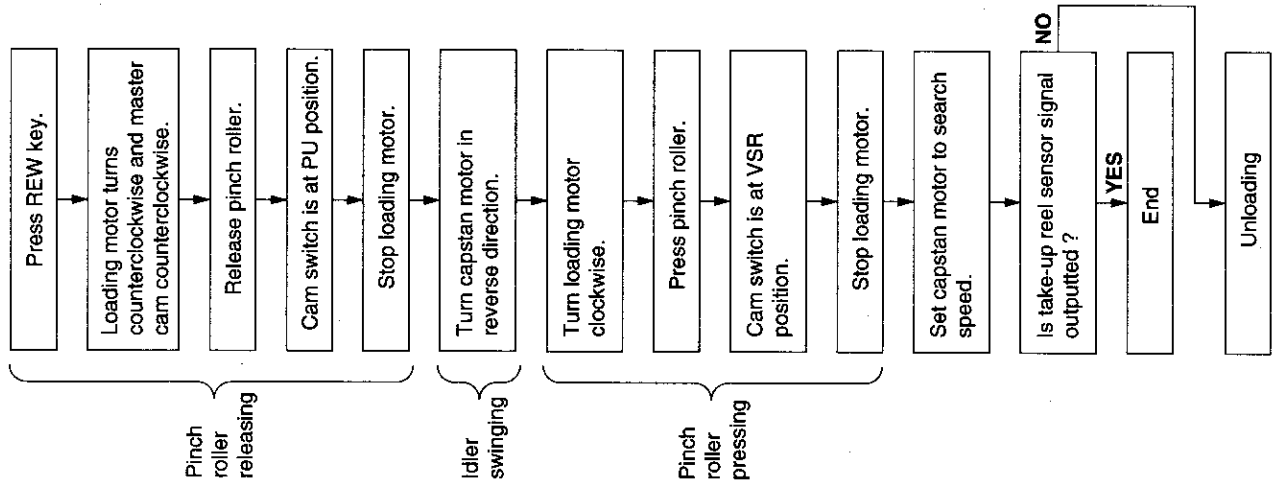 Press REW key.
Loading motor turns
counterclockwise and master
cam counterclockwise.
Release pinch roller.
Cam switch is at PU position.
Stop loading motor.
Pinch
roller
releasing
Turn capstan motor in
reverse direction.
Idler
swinging
Turn loading motor
clockwise.
Press pinch roller.
Cam switch is at VSR
position.
Stop loading motor.
Pinch
roller
pressing
Set capstan motor to search
speed.
Is take-up reel sensor signal
outputted ?
NO
YES
End
Unloading